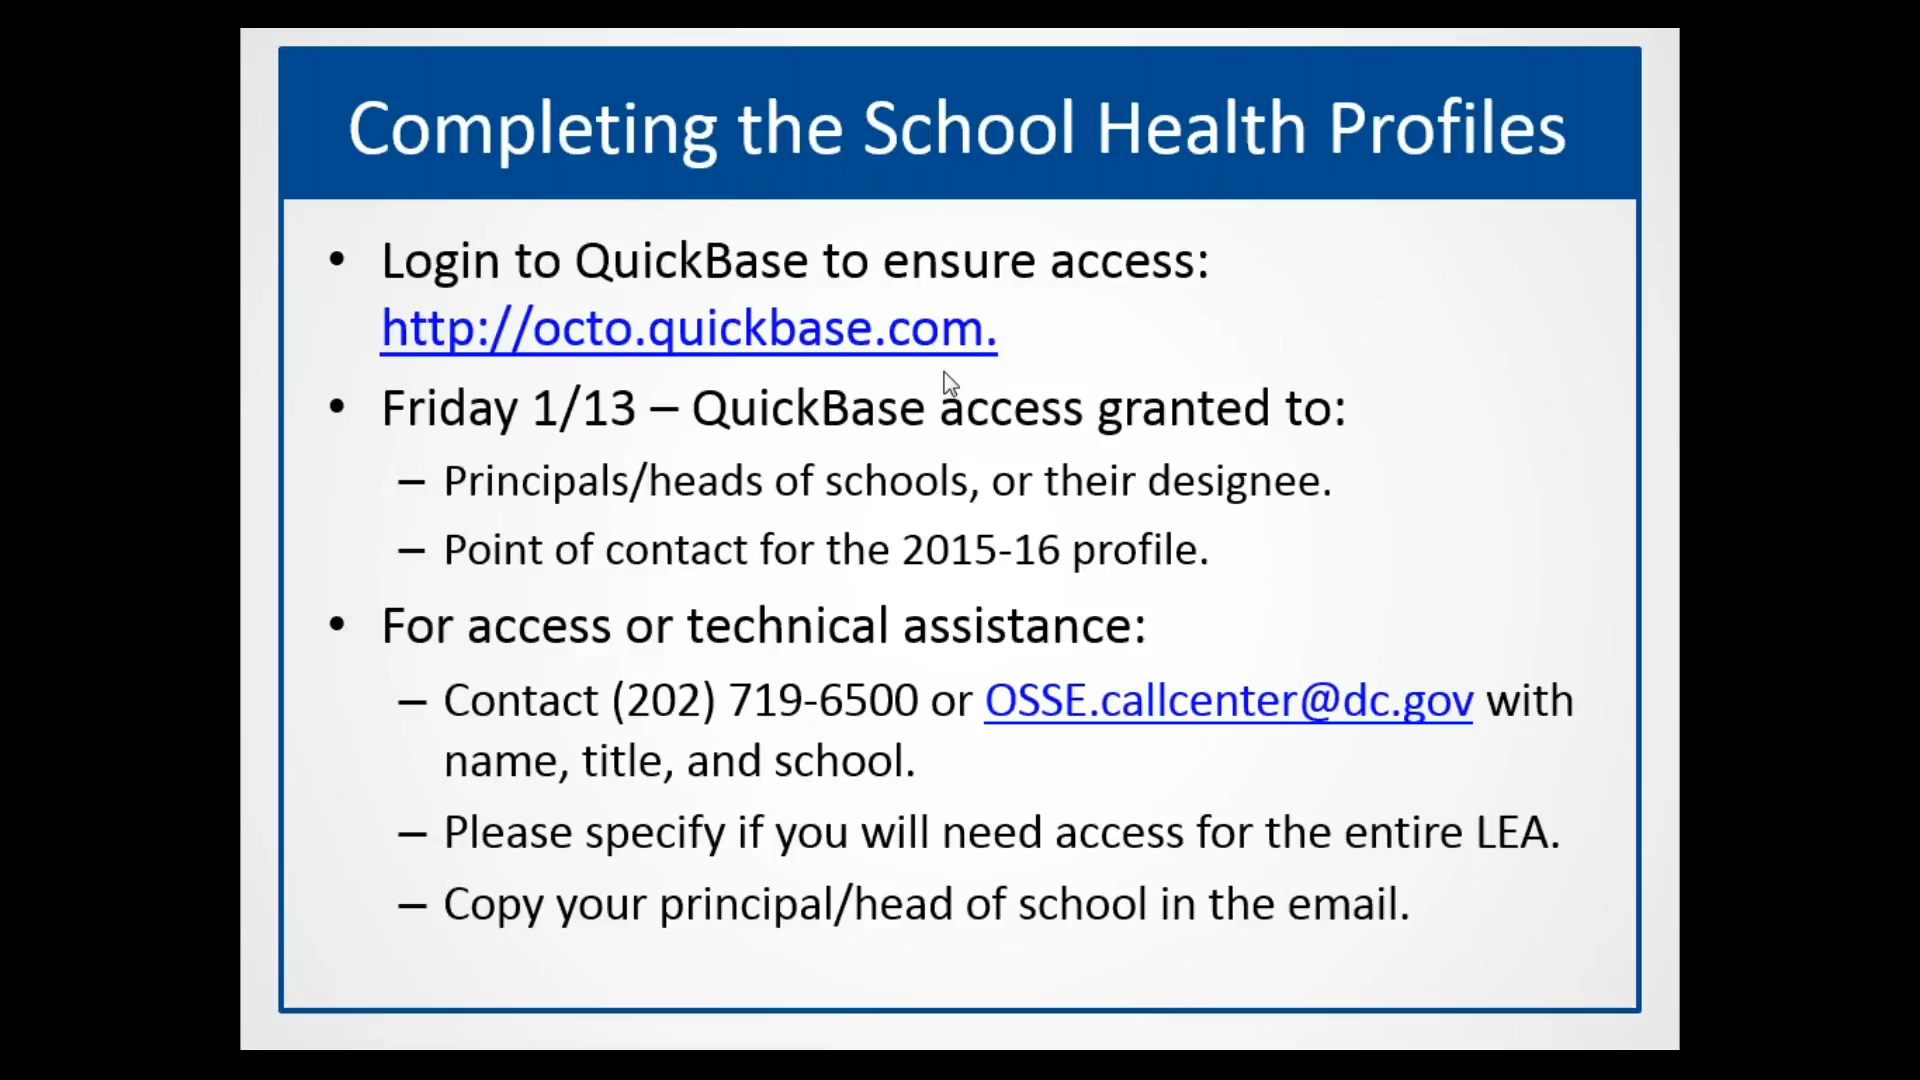 Completing the School Health Profiles
• Login to QuickBase to ensure access:
http://octo.quickbase.com.
• Friday 1/13 – QuickBase access granted to:
– Principals/heads of schools, or their designee.
– Point of contact for the 2015-16 profile.
• For access or technical assistance:
– Contact (202) 719-6500 or OSSE.callcenter@dc.gov with
name, title, and school.
– Please specify if you will need access for the entire LEA.
– Copy your principal/head of school in the email.